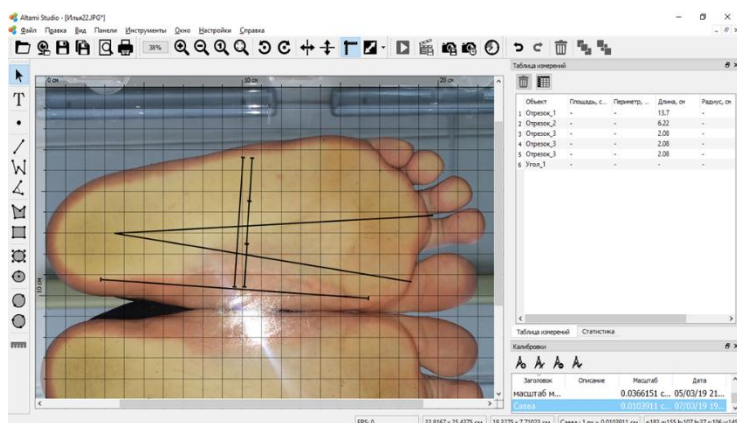 Altami Studio - [Илья22.JPG*]
Файл Правка Вид Панели Инструменты Окно Настройки Справка
38%
Таблица измерений
0 см 10 см 20 см
10 см
Объект Площадь, с... Периметр, ... Длина, см Радиус, см
1 Отрезок_1 - - 13.7 -
2 Отрезок_2 - - 6.22 -
3 Отрезок_3 - - 2.08 -
4 Отрезок_3 - - 2.08 -
5 Отрезок_3 - - 2.08 -
6 Угол_1 - - - -
Таблица измерений Статистика
Калибровки
Заголовок Описание Масштаб Дата
масштаб м... 0.0366151 с... 05/03/19 21...
Савва 0.0103911 с... 07/03/19 19...
FPS: 0